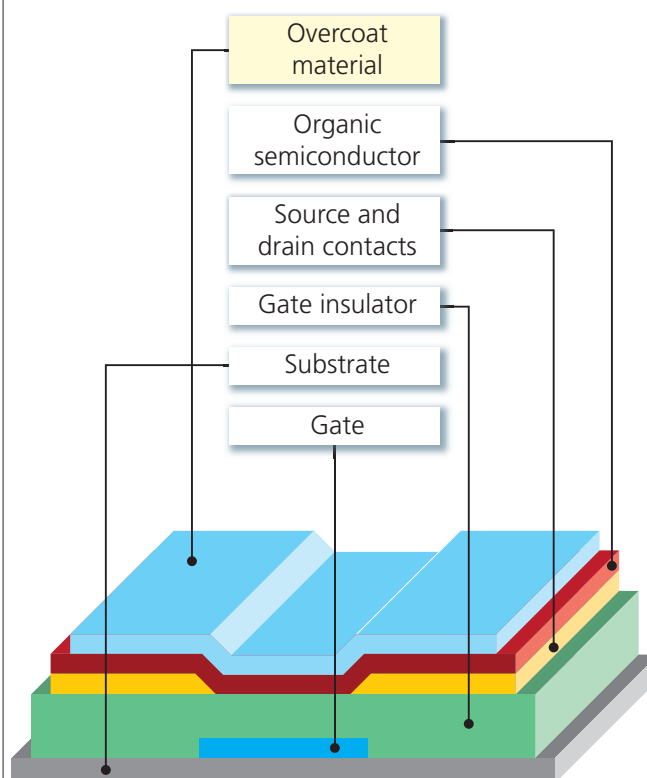 Overcoat
material
Organic
semiconductor
Source and
drain contacts
Gate insulator
Substrate
Gate